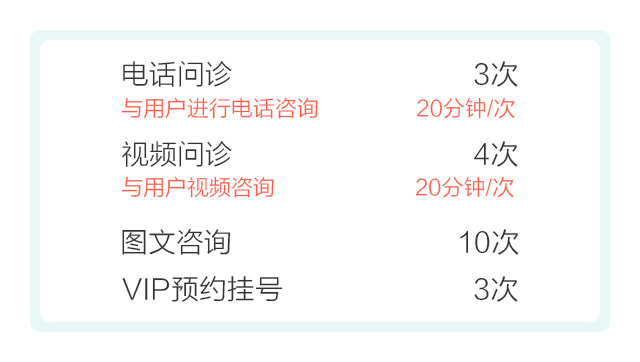 电话问诊 3次
与用户进行电话咨询 20分钟/次
视频问诊 4次
与用户视频咨询 20分钟/次
图文咨询 10次
VIP预约挂号 3次